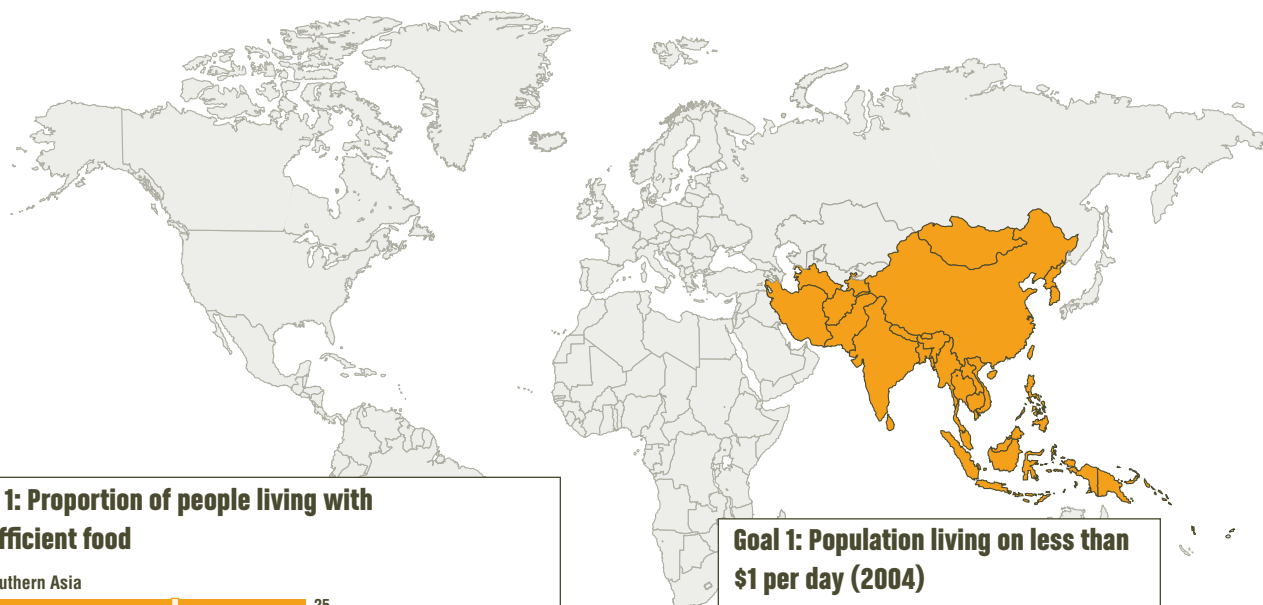 1: Proportion of people living with
fficient food
uthern Asia
25
Goal 1: Population living on less than
$1 per day (2004)